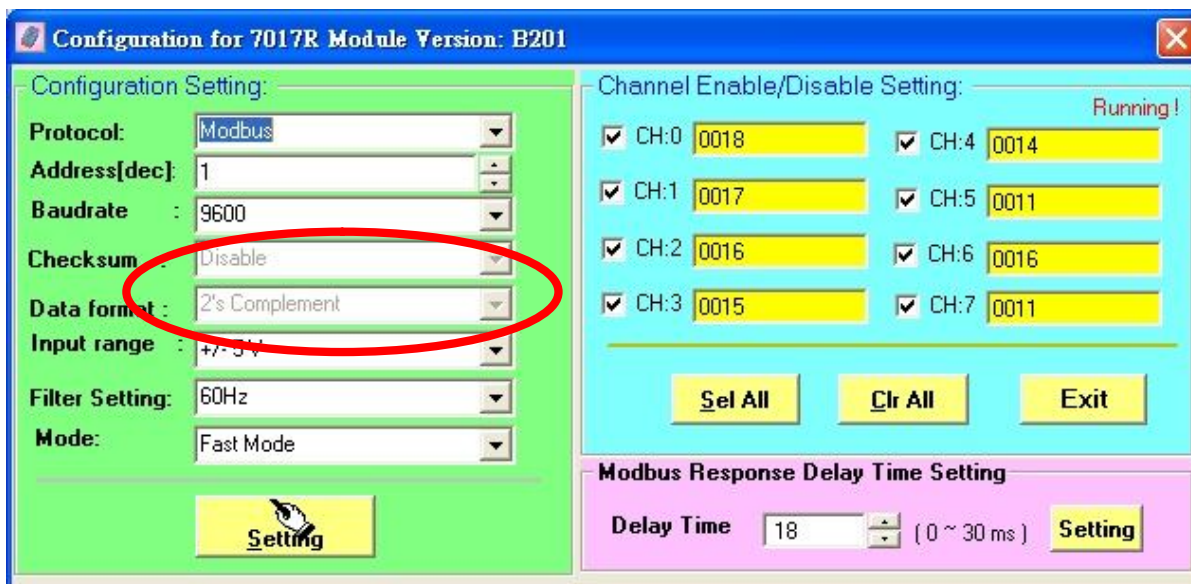 Configuration for 7017R Module Version: B201
Configuration Setting:
Protocol: Modbus
Address[dec]: 1
Baudrate : 9600
Checksum : Disable
Data format : 2's Complement
Input range : +/- 5 V
Filter Setting: 60Hz
Mode: Fast Mode
Setting
Channel Enable/Disable Setting:
Running !
CH:0 0018 CH:4 0014
CH:1 0017 CH:5 0011
CH:2 0016 CH:6 0016
CH:3 0015 CH:7 0011
Sel All Clr All Exit
Modbus Response Delay Time Setting
Delay Time 18 ( 0 ~ 30 ms ) Setting